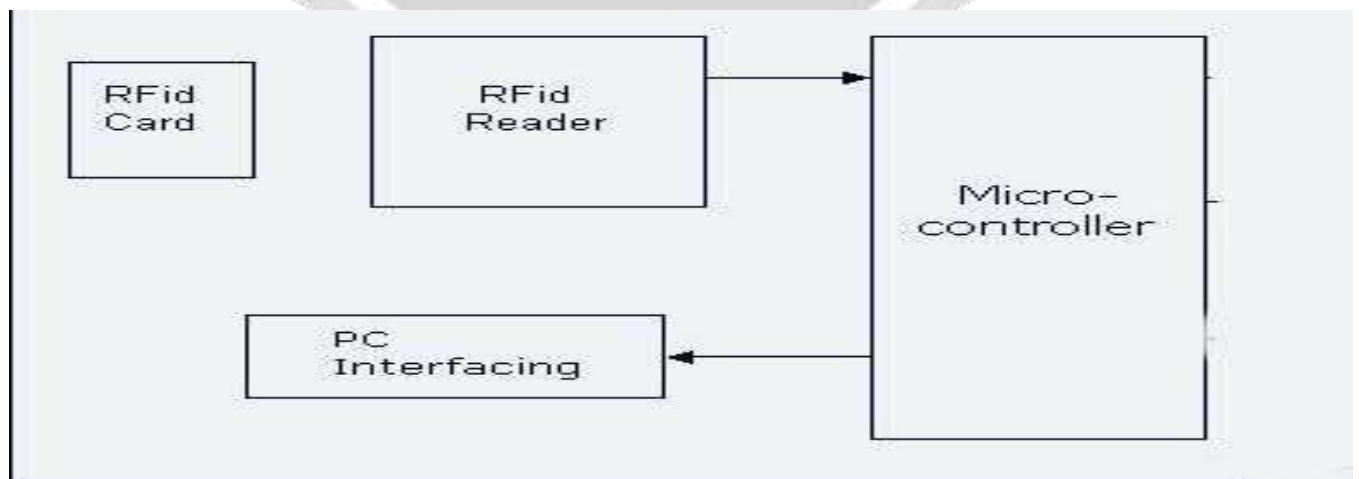 RFid
Card
RFid
Reader
Micro-
controller
PC
Interfacing